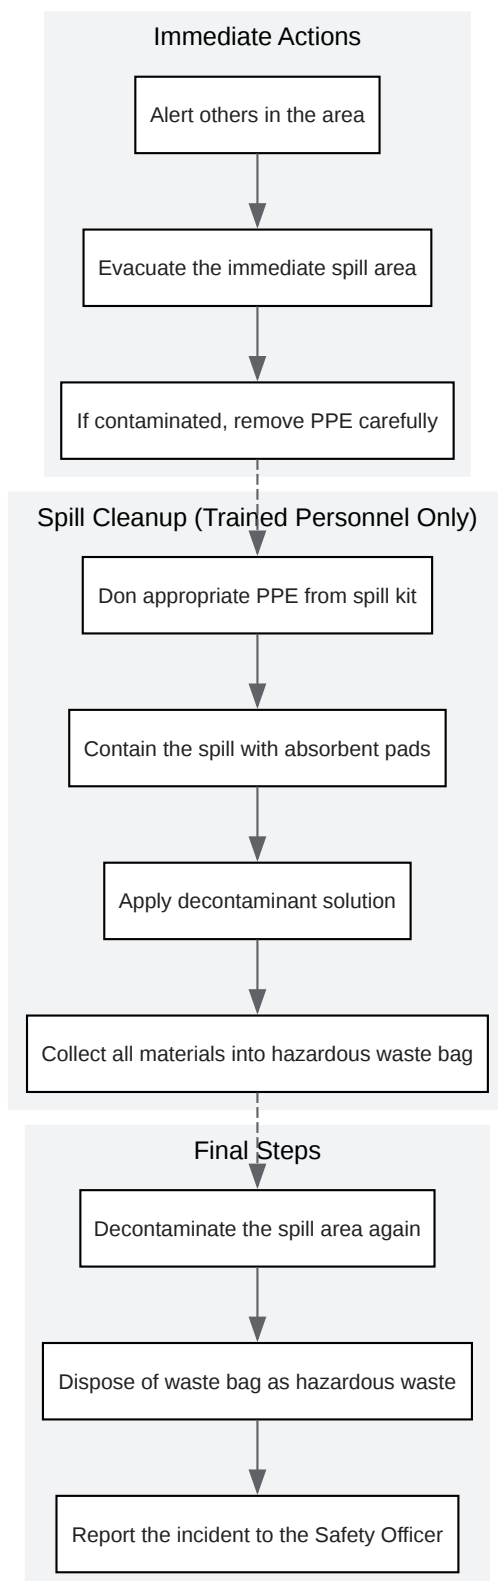 Immediate Actions
Alert others in the area
Evacuate the immediate spill area
If contaminated, remove PPE carefully
Spill Cleanup (Trained Personnel Only)
Don appropriate PPE from spill kit
Contain the spill with absorbent pads
Apply decontaminant solution
Collect all materials into hazardous waste bag
Final Steps
Decontaminate the spill area again
Dispose of waste bag as hazardous waste
Report the incident to the Safety Officer